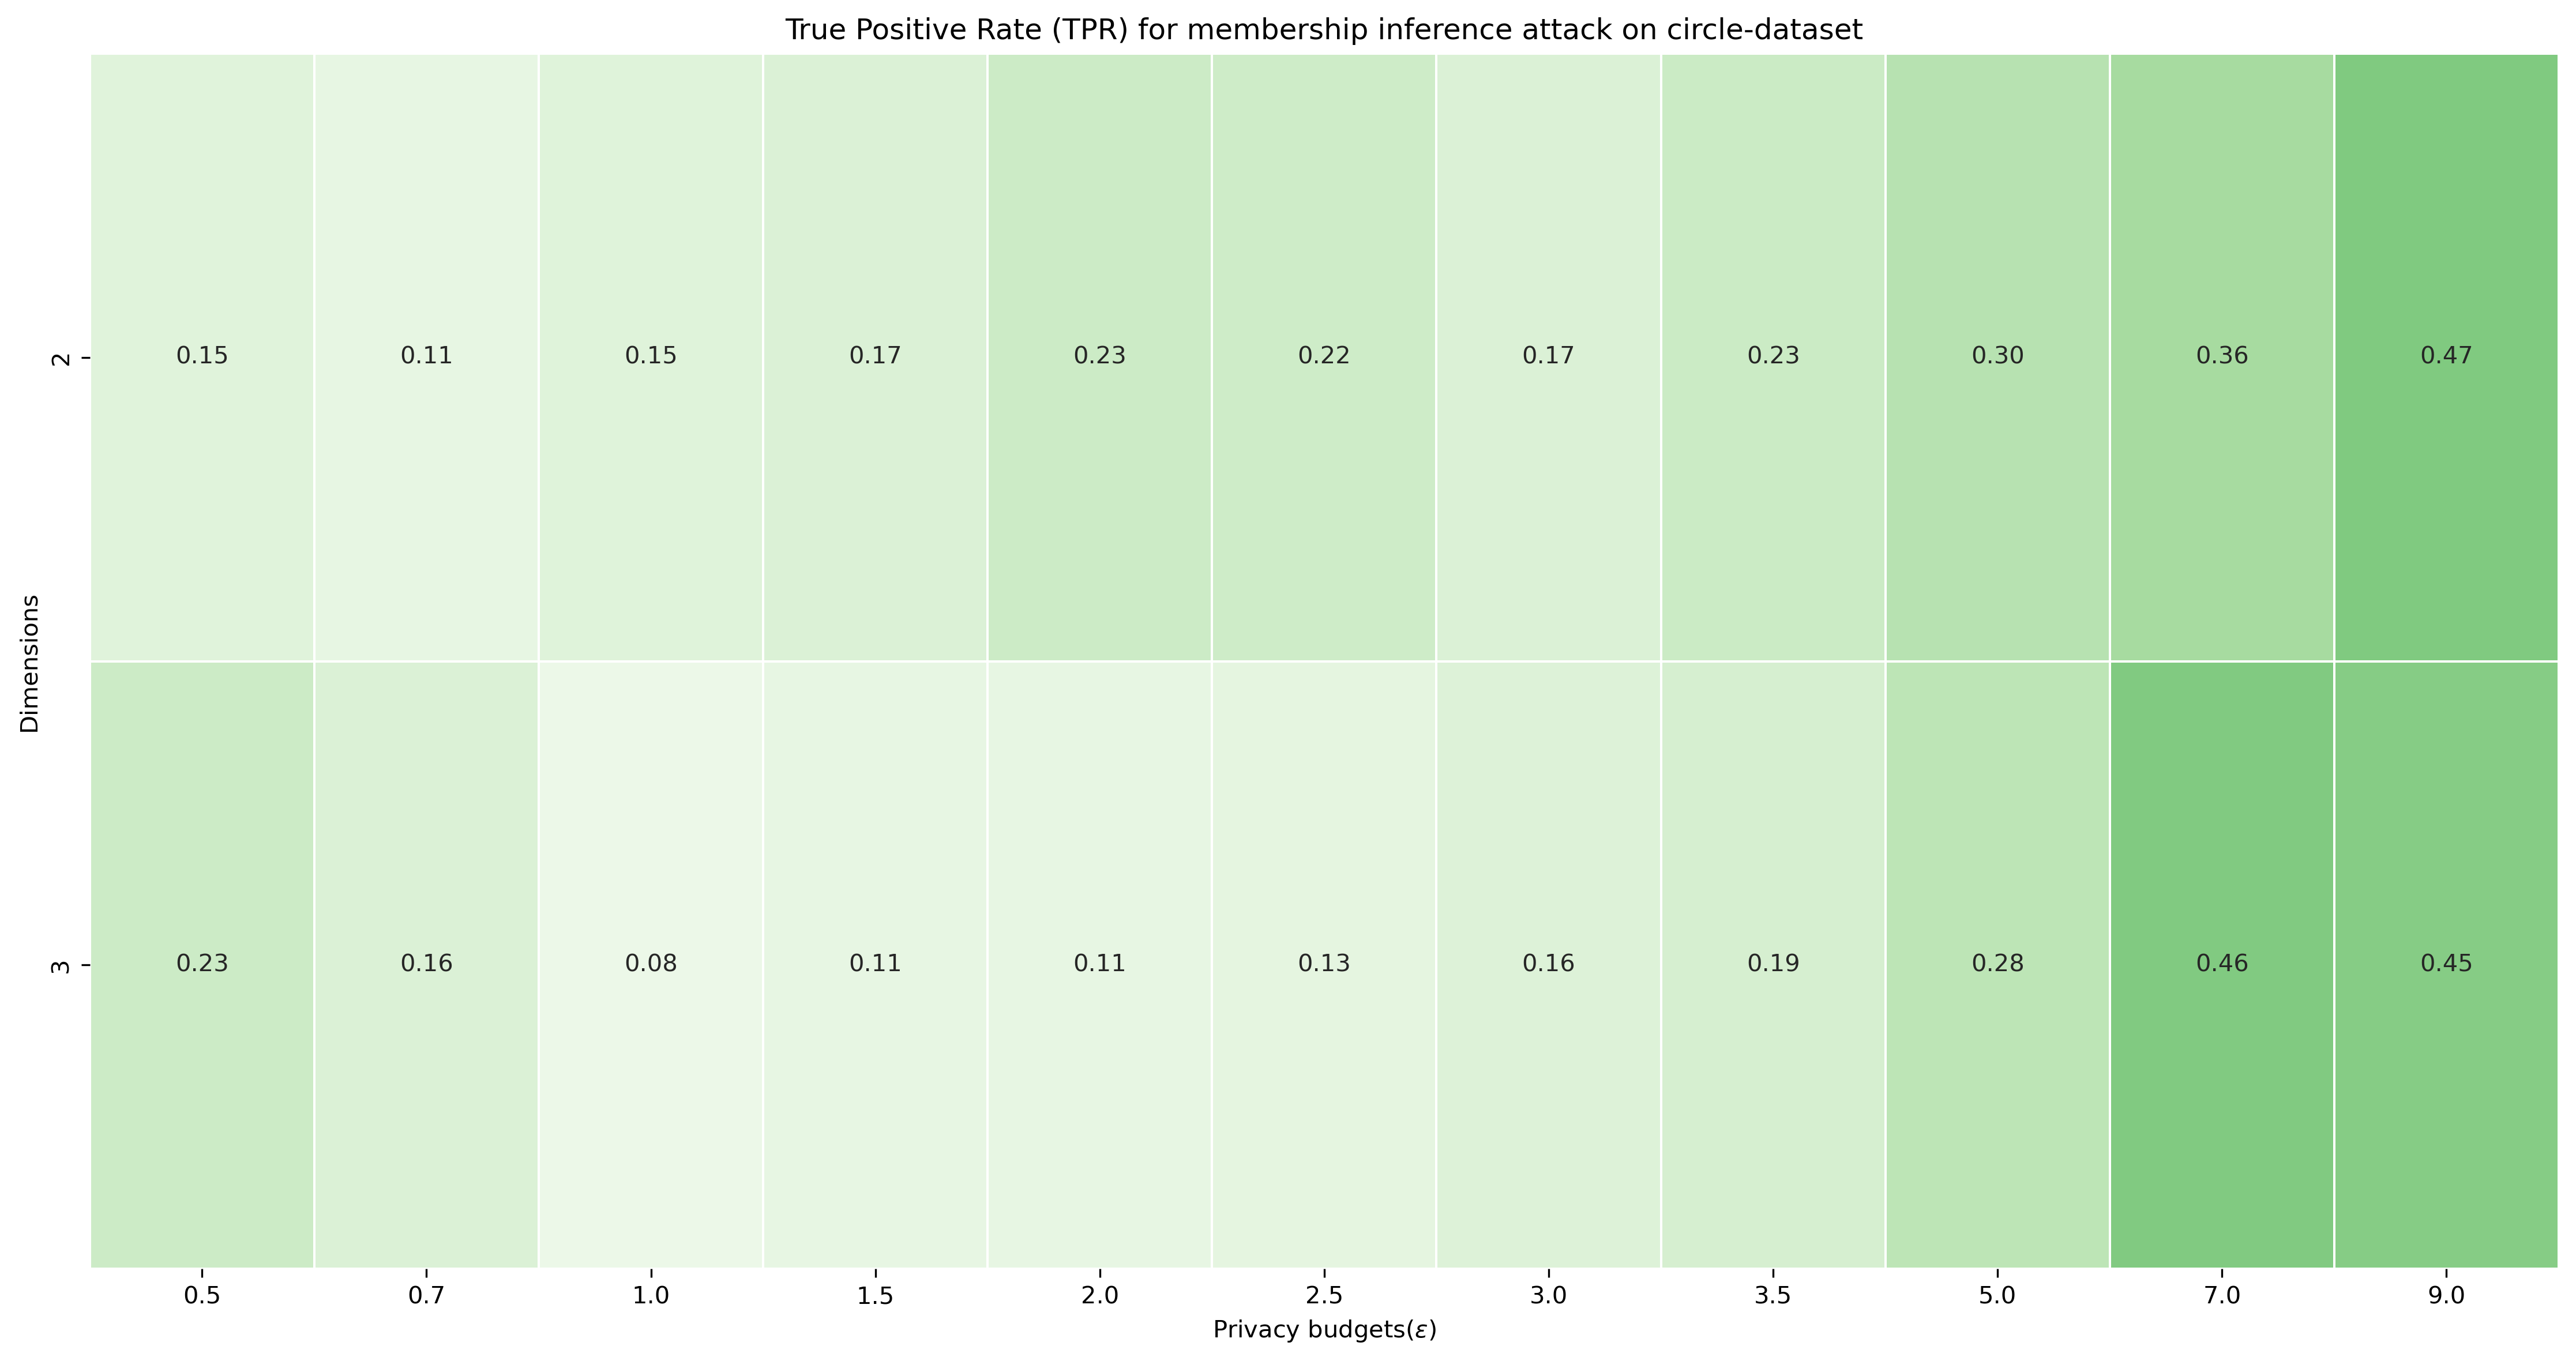 True Positive Rate (TPR) for membership inference attack on circle-dataset
Dimensions
2
0.15 0.11 0.15 0.17 0.23 0.22 0.17 0.23 0.30 0.36 0.47
3
0.23 0.16 0.08 0.11 0.11 0.13 0.16 0.19 0.28 0.46 0.45
0.5 0.7 1.0 1.5 2.0 2.5 3.0 3.5 5.0 7.0 9.0
Privacy budgets(ε)